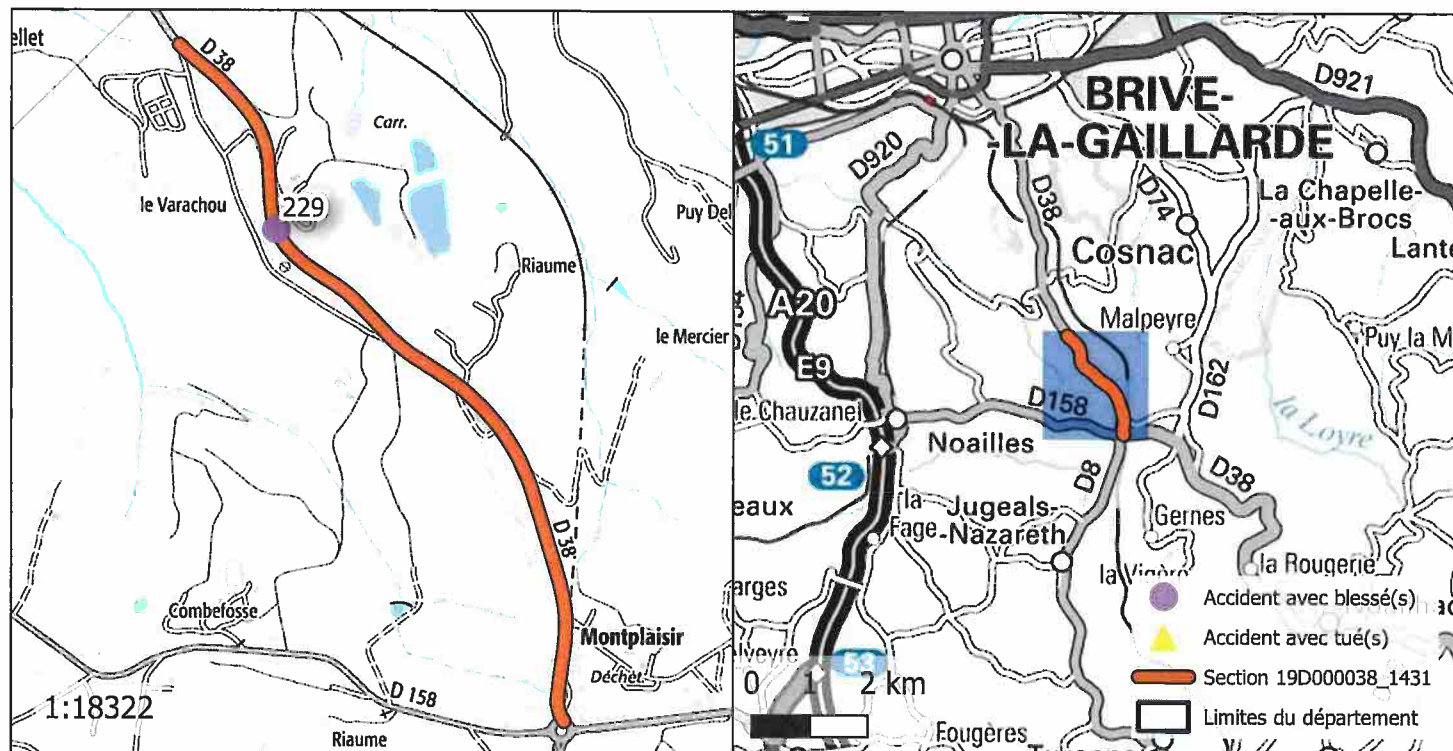 ellet
D 38
Carr.
le Varachou
229
Puy Del
Riaume
le Mercier
D 38
Combefosse
Montplaisir
Déchet.
D 158
1:18322
Riaume
BRIVE-
-LA-GAILLARDE
D921
51
D920
D38
D74
La Chapelle-
-aux-Brocs
Cosnac
Lante
A20
Malpeyre
Puy la M
E9
D162
le Chauzanel
D158
la Loyre
Noailles
52
D8
D38
eaux
la
Fage
Jugeals-
-Nazareth
Gernes
la Vigère
la Rougerie
arges
Accident avec blessé(s)
Accident avec tué(s)
alveyre
53
0 1 2 km
Section 19D000038_1431
Limites du département
Fougères